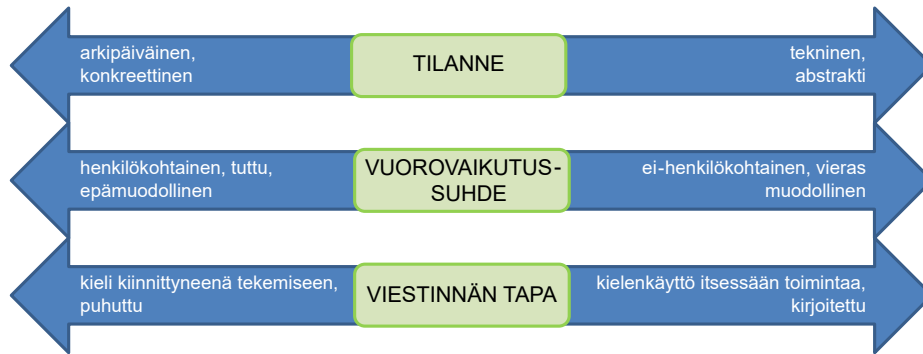 arkipäiväinen,
konkreettinen
TILANNE
tekninen,
abstrakti
henkilökohtainen, tuttu,
epämuodollinen
VUOROVAIKUTUS-
SUHDE
ei-henkilökohtainen, vieras
muodollinen
kieli kiinnittyneenä tekemiseen,
puhuttu
VIESTINNÄN TAPA
kielenkäyttö itsessään toimintaa,
kirjoitettu